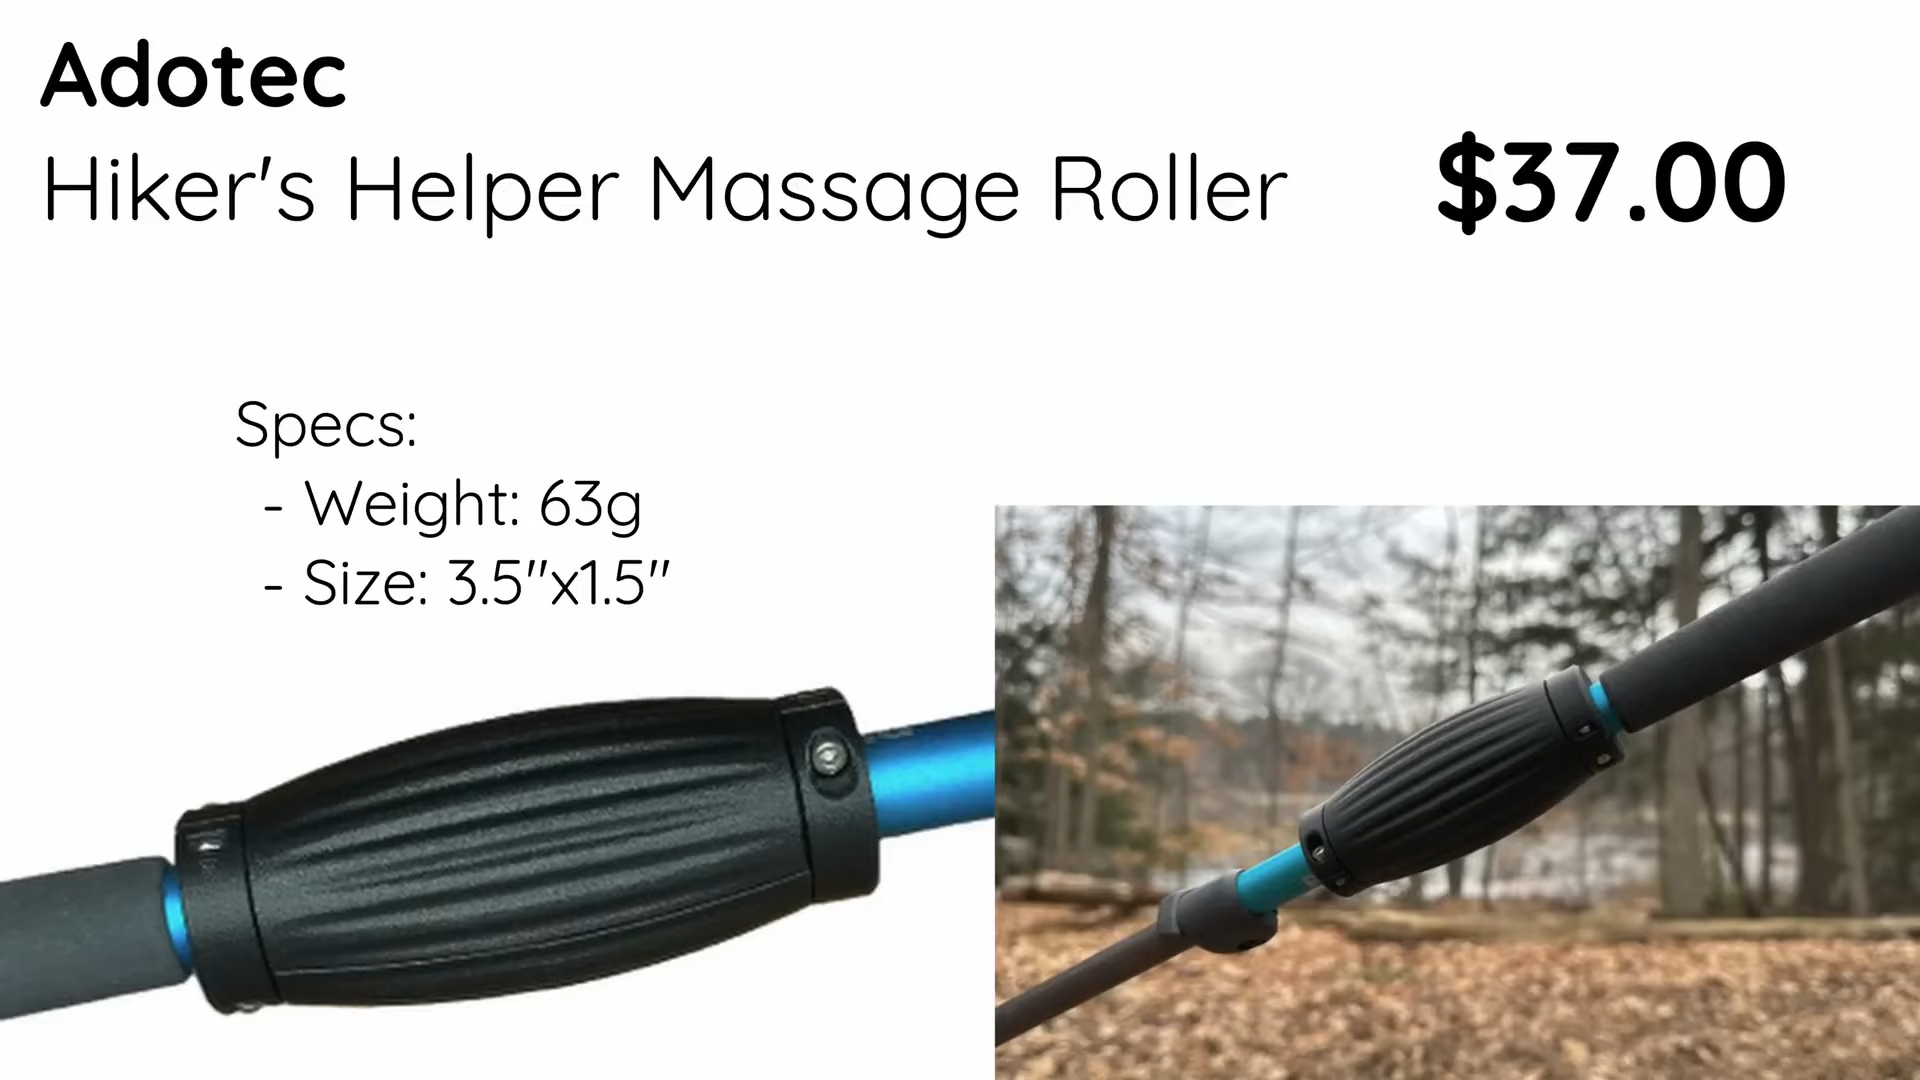 Adotec
Hiker's Helper Massage Roller
$37.00
Specs:
- Weight: 63g
- Size: 3.5"x1.5"